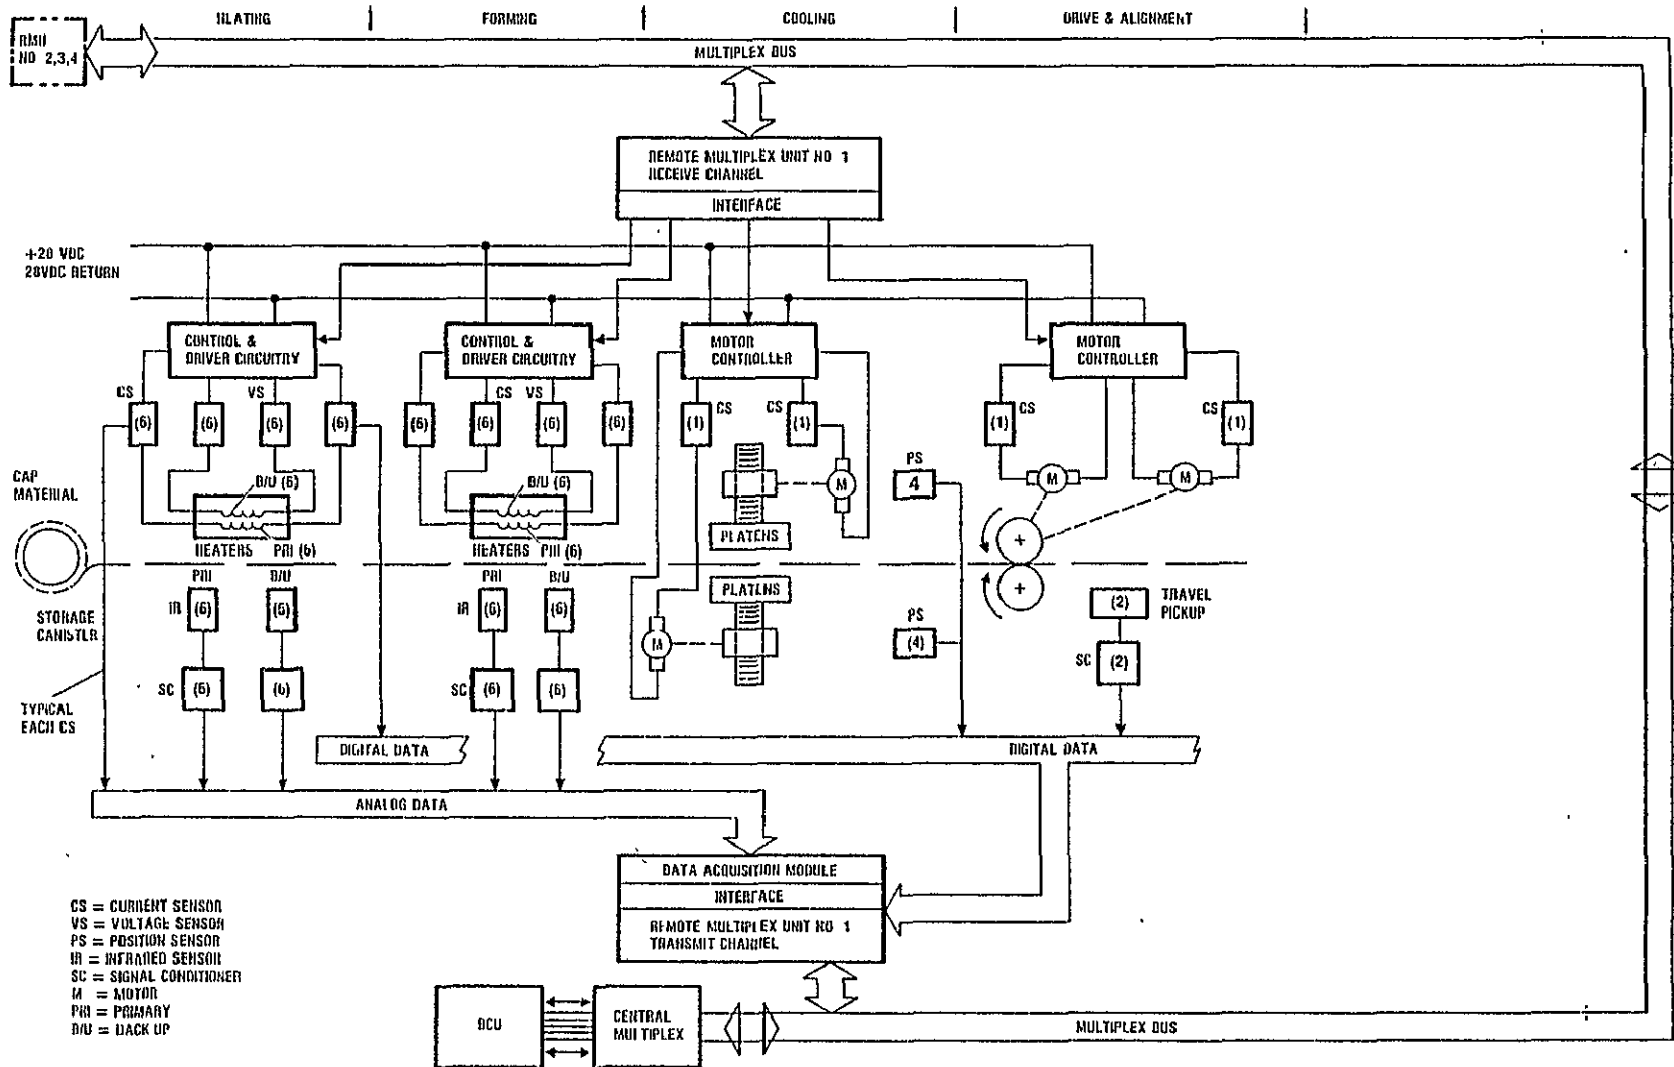 HEATING
FORMING
COOLING
DRIVE & ALIGNMENT
RMU
NO 2,3,4
MULTIPLEX BUS
REMOTE MULTIPLEX UNIT NO 1
RECEIVE CHANNEL
INTERFACE
+28 VDC
28VDC RETURN
CONTROL &
DRIVER CIRCUITRY
CONTROL &
DRIVER CIRCUITRY
MOTOR
CONTROLLER
MOTOR
CONTROLLER
CS
VS
CS
VS
CS
CS
CS
CS
(6)
(6)
(6)
(6)
(6)
(6)
(6)
(6)
(1)
(1)
(1)
(1)
CAP
MATERIAL
B/U (6)
B/U (6)
M
PS
4
M
M
PLATENS
HEATERS
PRI (6)
HEATERS
PRI (6)
+
+
PRI
B/U
PRI
B/U
PLATENS
IR
(6)
(6)
IR
(6)
(6)
(2)
TRAVEL
PICKUP
STORAGE
CANISTER
M
PS
(4)
SC
(2)
SC
(6)
(6)
SC
(6)
(6)
TYPICAL
EACH CS
DIGITAL DATA
DIGITAL DATA
ANALOG DATA
DATA ACQUISITION MODULE
INTERFACE
REMOTE MULTIPLEX UNIT NO 1
TRANSMIT CHANNEL
CS = CURRENT SENSOR
VS = VOLTAGE SENSOR
PS = POSITION SENSOR
IR = INFRARED SENSOR
SC = SIGNAL CONDITIONER
M = MOTOR
PRI = PRIMARY
B/U = BACK UP
BCU
CENTRAL
MULTIPLEX
MULTIPLEX BUS